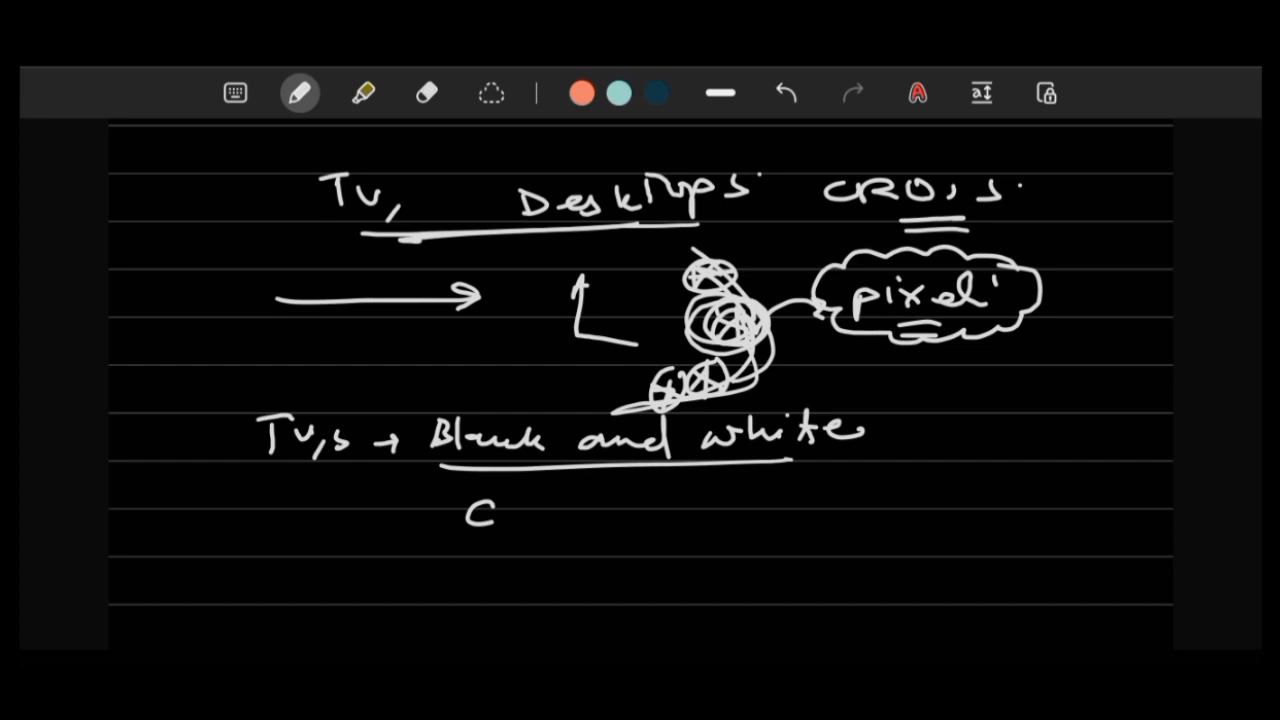 Tv, Desktops CRO,s.
pixel'
Tv,s → Black and white
C